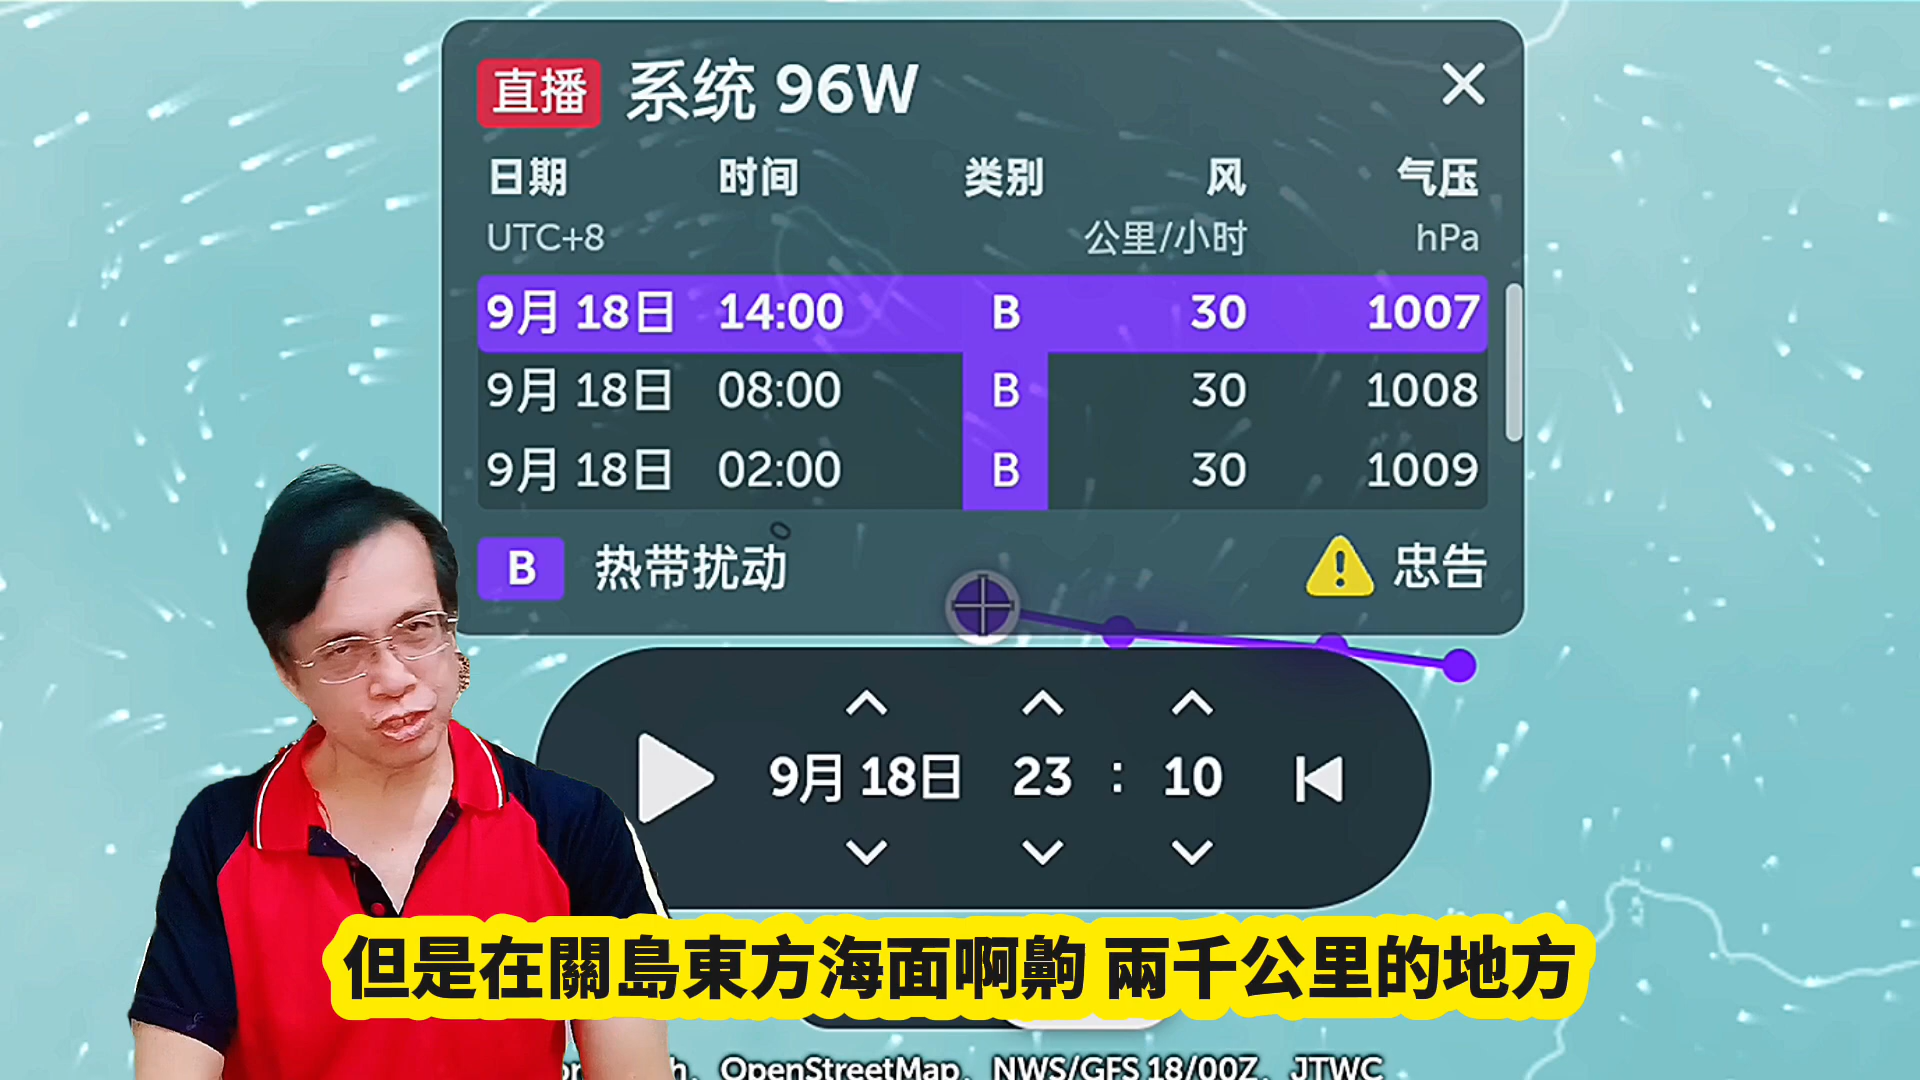 直播 系统 96W
日期 时间 类别 风 气压
UTC+8 公里/小时 hPa
9月 18日 14:00 B 30 1007
9月 18日 08:00 B 30 1008
9月 18日 02:00 B 30 1009
B 热带扰动 忠告
9月 18日 23 : 10
但是在關島東方海面啊齁 兩千公里的地方
OpenStreetMap, NWS/GFS 18/00Z, JTWC